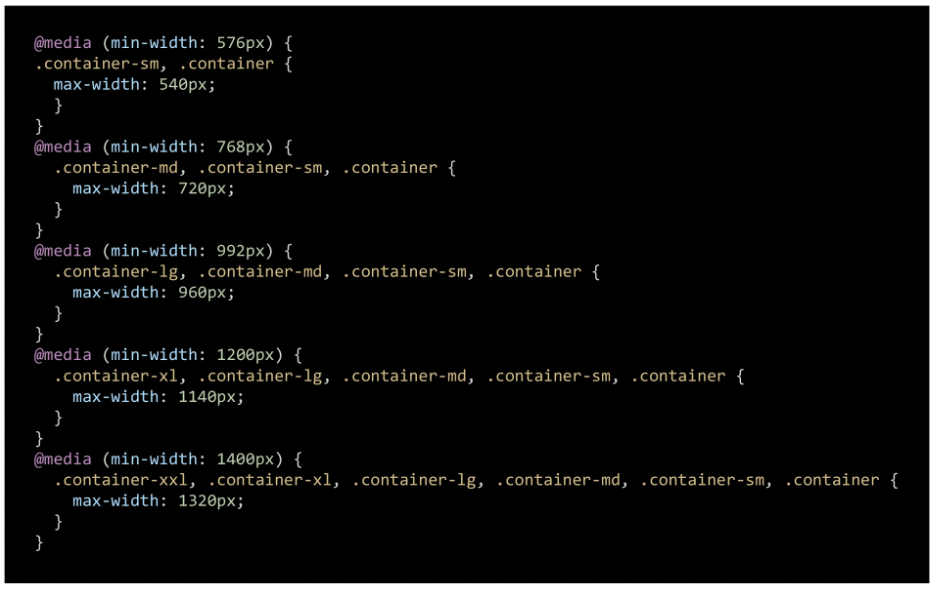 @media (min-width: 576px) {
.container-sm, .container {
  max-width: 540px;
  }
}
@media (min-width: 768px) {
  .container-md, .container-sm, .container {
    max-width: 720px;
  }
}
@media (min-width: 992px) {
  .container-lg, .container-md, .container-sm, .container {
    max-width: 960px;
  }
}
@media (min-width: 1200px) {
  .container-xl, .container-lg, .container-md, .container-sm, .container {
    max-width: 1140px;
  }
}
@media (min-width: 1400px) {
  .container-xxl, .container-xl, .container-lg, .container-md, .container-sm, .container {
    max-width: 1320px;
  }
}